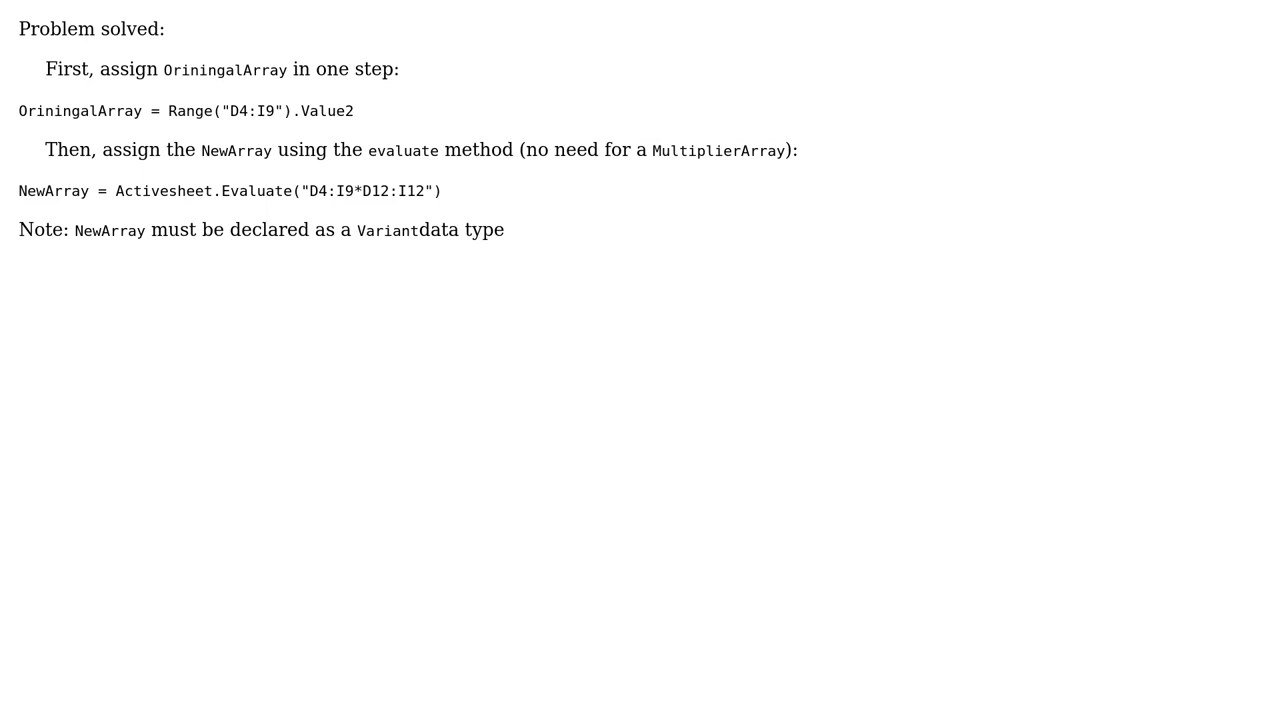 Problem solved:
First, assign OriningalArray in one step:
OriningalArray = Range("D4:I9").Value2
Then, assign the NewArray using the evaluate method (no need for a MultiplierArray):
NewArray = Activesheet.Evaluate("D4:I9*D12:I12")
Note: NewArray must be declared as a Variantdata type